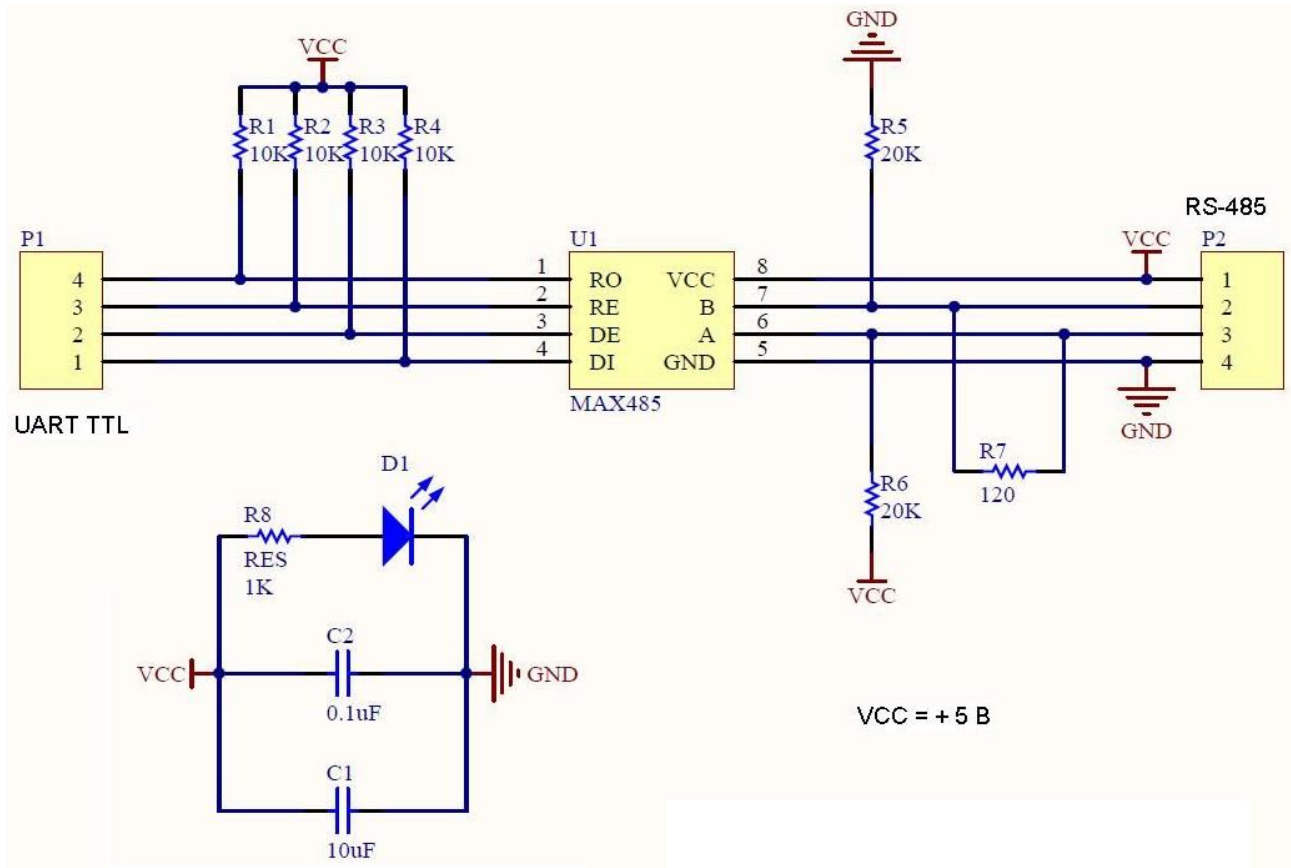 GND
VCC
R1
10K
R2
10K
R3
10K
R4
10K
R5
20K
RS-485
P1
4
3
2
1
UART TTL
U1
1
2
3
4
RO
RE
DE
DI
VCC
B
A
GND
8
7
6
5
MAX485
VCC
P2
1
2
3
4
GND
R7
120
R6
20K
VCC
D1
R8
RES
1K
C2
0.1uF
VCC
GND
C1
10uF
VCC = + 5 В